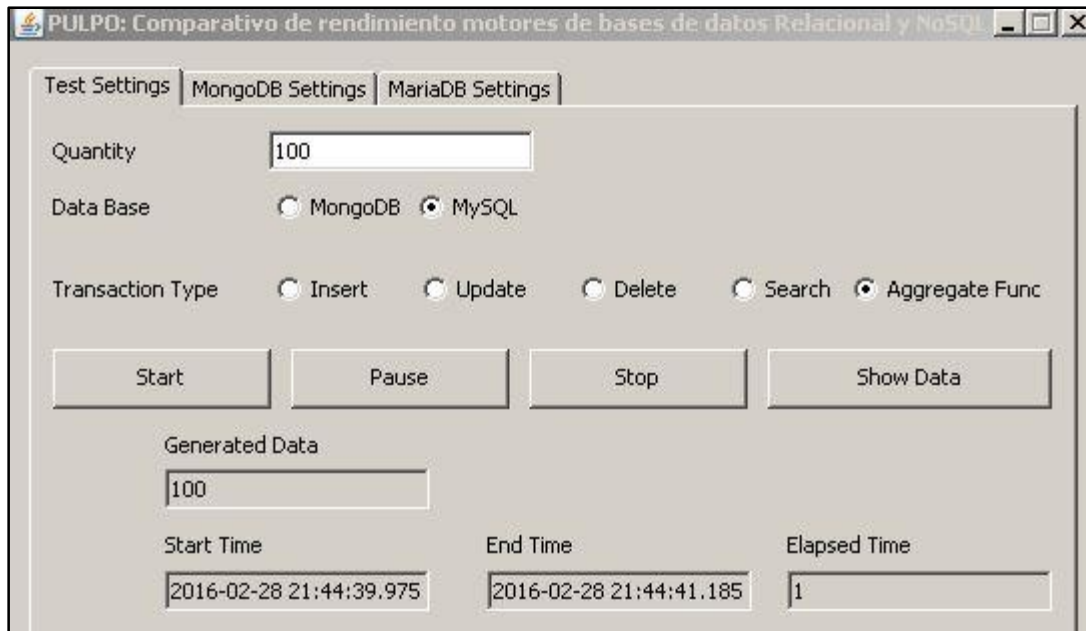 PULPO: Comparativo de rendimiento motores de bases de datos Relacional y NoSQL
Test Settings MongoDB Settings MariaDB Settings
Quantity 100
Data Base MongoDB MySQL
Transaction Type Insert Update Delete Search Aggregate Func
Start Pause Stop Show Data
Generated Data
100
Start Time End Time Elapsed Time
2016-02-28 21:44:39.975 2016-02-28 21:44:41.185 1